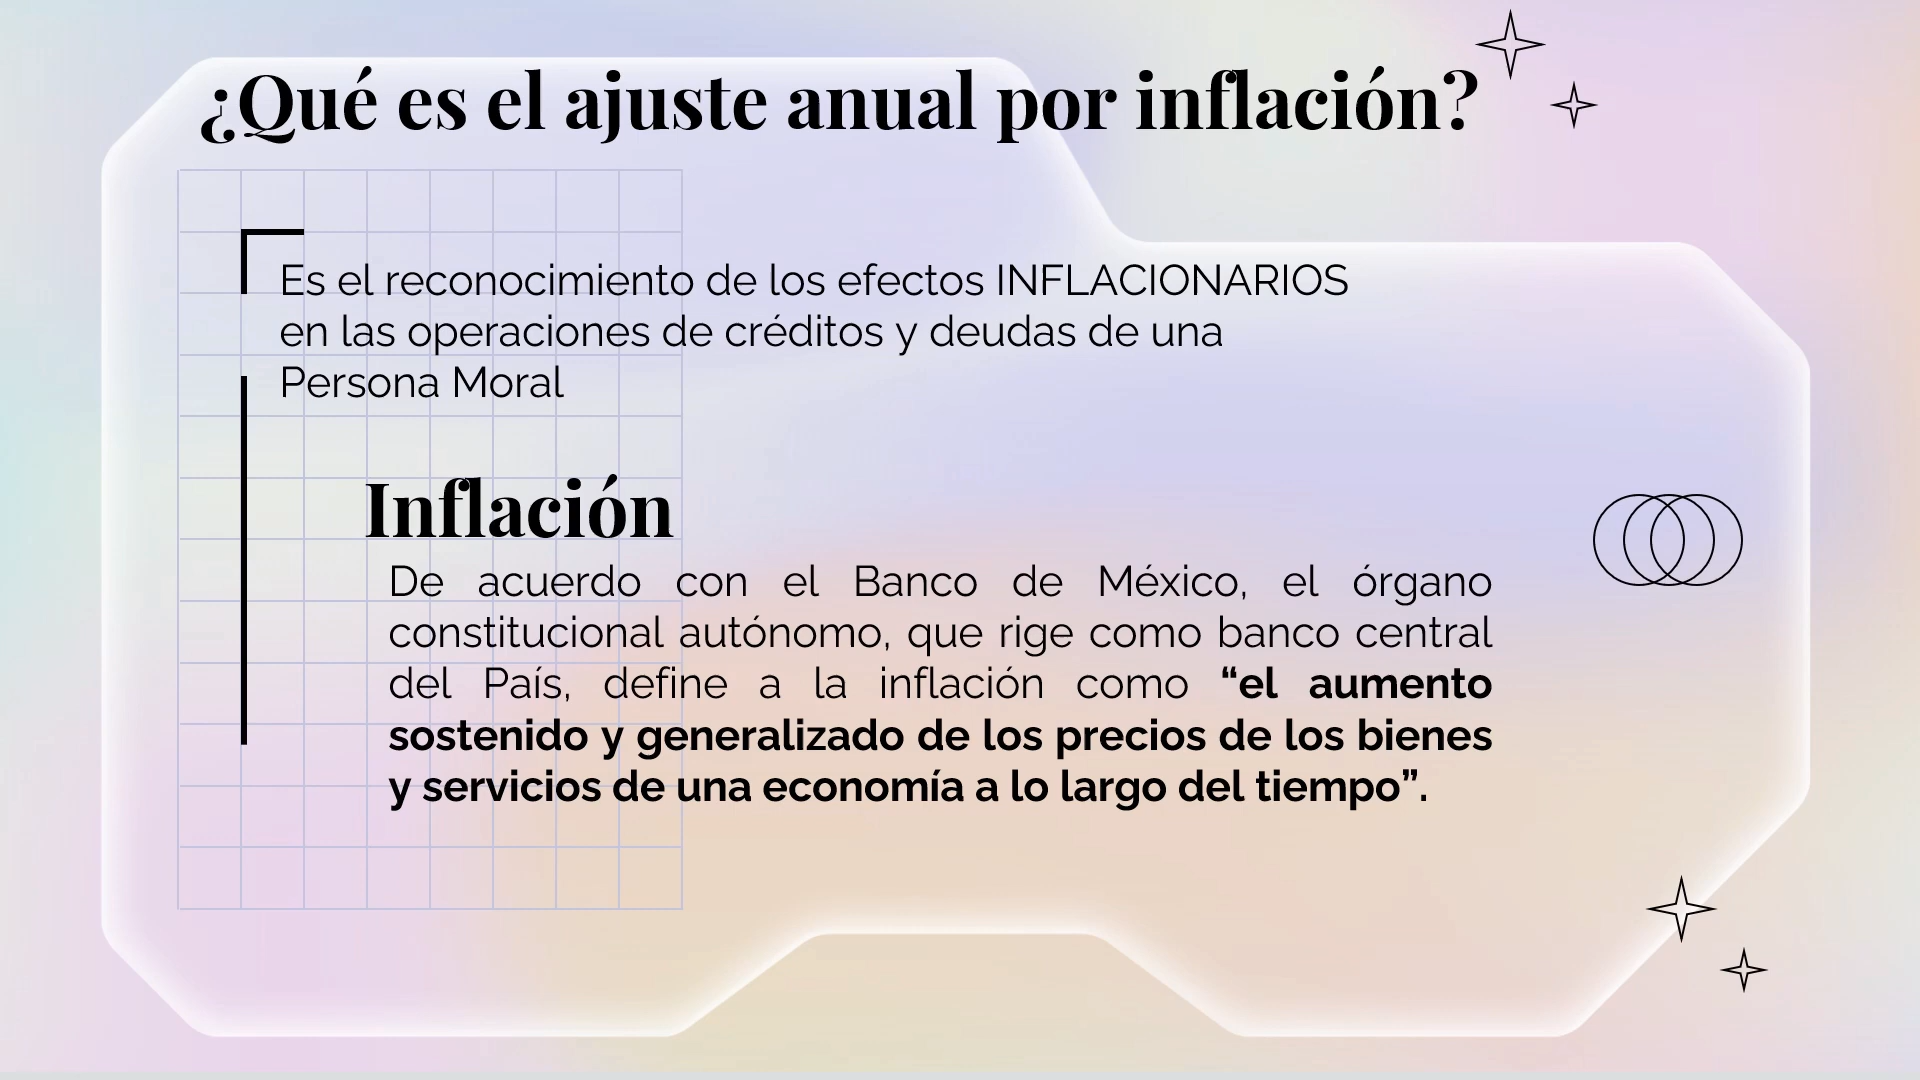 ¿Qué es el ajuste anual por inflación?
Es el reconocimiento de los efectos INFLACIONARIOS
en las operaciones de créditos y deudas de una
Persona Moral
Inflación
De acuerdo con el Banco de México, el órgano
constitucional autónomo, que rige como banco central
del País, define a la inflación como “el aumento
sostenido y generalizado de los precios de los bienes
y servicios de una economía a lo largo del tiempo”.